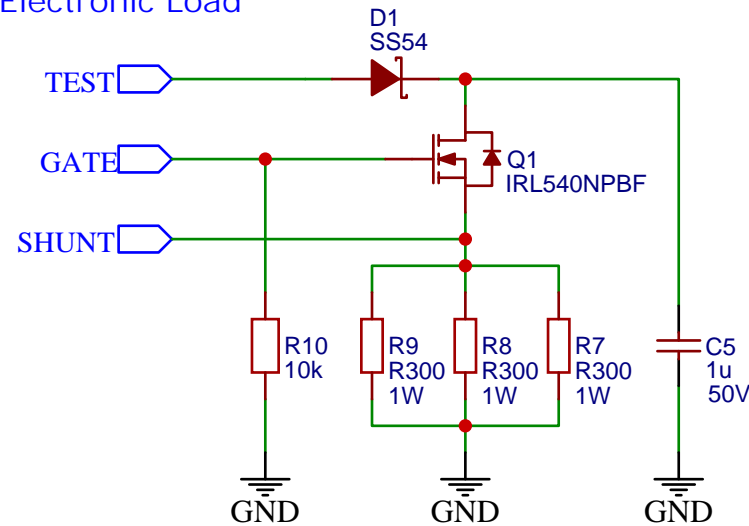 Electronic Load
D1
SS54
TEST
GATE
Q1
IRL540NPBF
SHUNT
R10
10k
R9
R300
1W
R8
R300
1W
R7
R300
1W
C5
1u
50V
GND
GND
GND